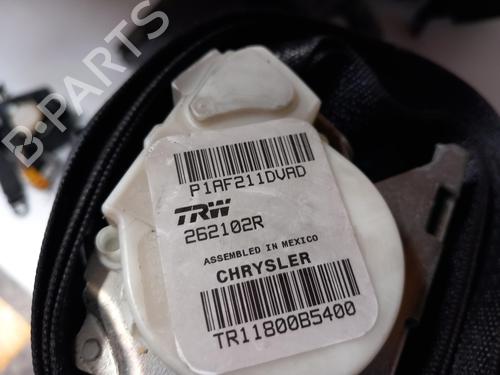 B-PARTS
P1AF211DVAD
TRW
262102R
ASSEMBLED IN MEXICO
CHRYSLER
TR11800B5400